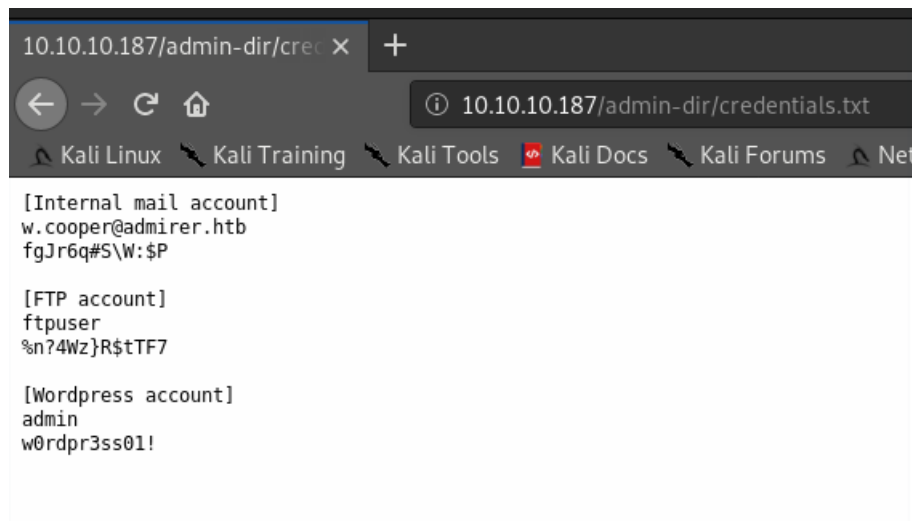 10.10.10.187/admin-dir/cre
10.10.10.187/admin-dir/credentials.txt
Kali Linux Kali Training Kali Tools Kali Docs Kali Forums
[Internal mail account]
w.cooper@admirer.htb
fgJr6q#S\W:$P
[FTP account]
ftpuser
%n?4Wz}R$tTF7
[Wordpress account]
admin
w0rdpr3ss01!